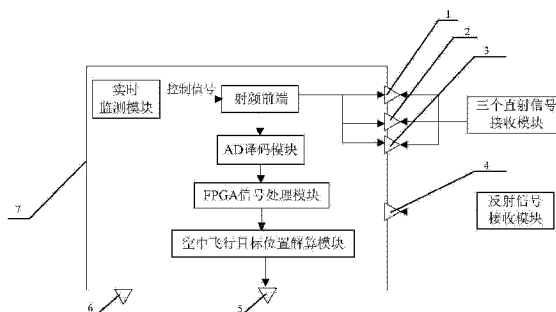 1
2
3
实时
监测模块
控制信号
射频前端
三个直射信号
接收模块
AD译码模块
4
FPGA信号处理模块
反射信号
接收模块
7
空中飞行目标位置解算模块
6
5